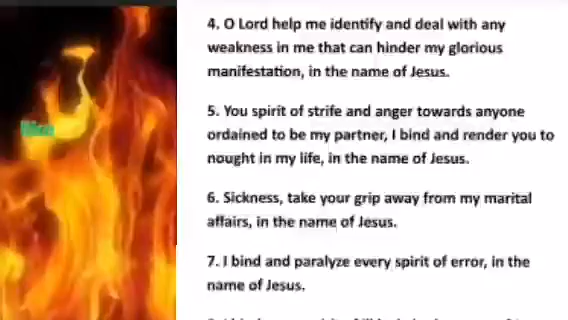 4. O Lord help me identify and deal with any
weakness in me that can hinder my glorious
manifestation, in the name of Jesus.
5. You spirit of strife and anger towards anyone
ordained to be my partner, I bind and render you to
nought in my life, in the name of Jesus.
6. Sickness, take your grip away from my marital
affairs, in the name of Jesus.
7. I bind and paralyze every spirit of error, in the
name of Jesus.